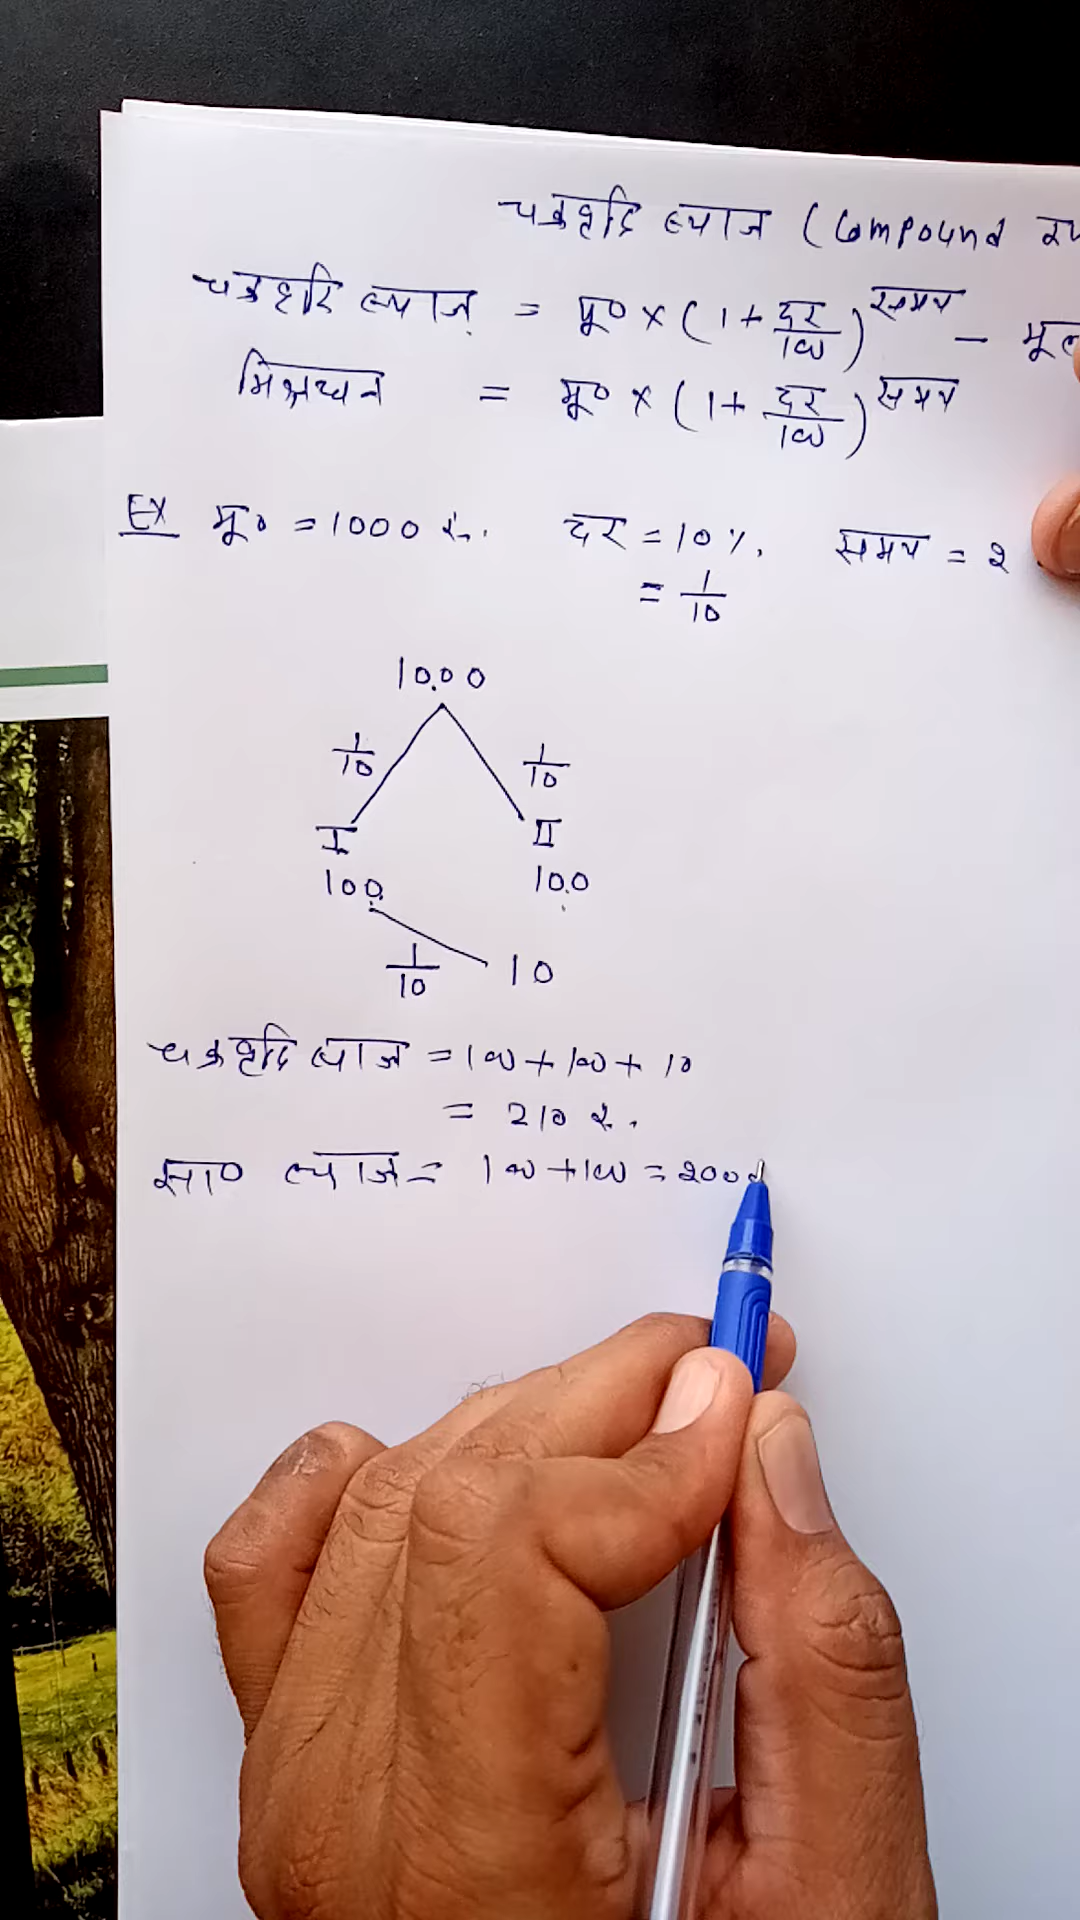 चक्रवृद्धि ब्याज (Compound
चक्रवृद्धि ब्याज = मू० × (1 + दर/100)^समय - मूल
मिश्रधन = मू० × (1 + दर/100)^समय
Ex मू० = 1000 रु. दर = 10%. समय = 2
= 1/10
1000
1/10 1/10
I II
100 100
1/10 10
चक्रवृद्धि ब्याज = 100 + 100 + 10
= 210 रु.
सा० ब्याज = 100 + 100 = 200